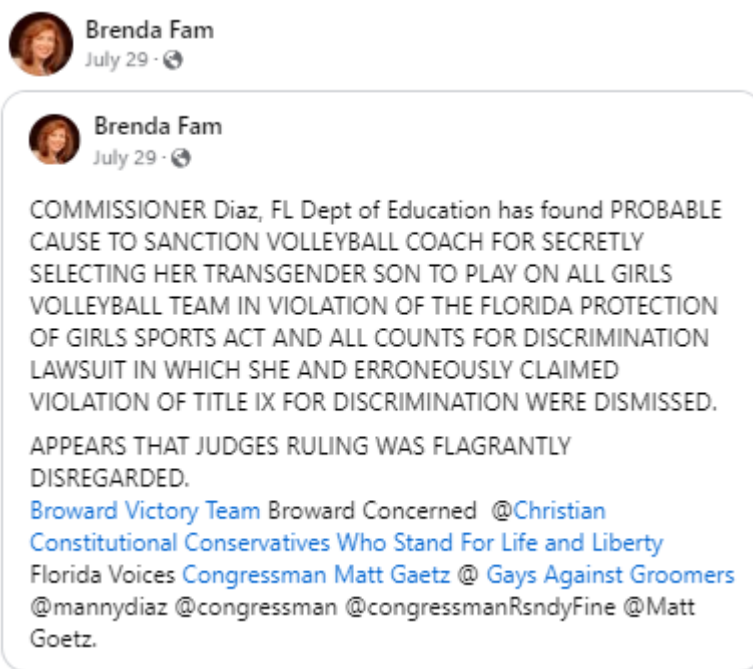 Brenda Fam
July 29 ·
Brenda Fam
July 29 ·
COMMISSIONER Diaz, FL Dept of Education has found PROBABLE
CAUSE TO SANCTION VOLLEYBALL COACH FOR SECRETLY
SELECTING HER TRANSGENDER SON TO PLAY ON ALL GIRLS
VOLLEYBALL TEAM IN VIOLATION OF THE FLORIDA PROTECTION
OF GIRLS SPORTS ACT AND ALL COUNTS FOR DISCRIMINATION
LAWSUIT IN WHICH SHE AND ERRONEOUSLY CLAIMED
VIOLATION OF TITLE IX FOR DISCRIMINATION WERE DISMISSED.
APPEARS THAT JUDGES RULING WAS FLAGRANTLY
DISREGARDED.
Broward Victory Team Broward Concerned @Christian
Constitutional Conservatives Who Stand For Life and Liberty
Florida Voices Congressman Matt Gaetz @ Gays Against Groomers
@mannydiaz @congressman @congressmanRsndyFine @Matt
Goetz.